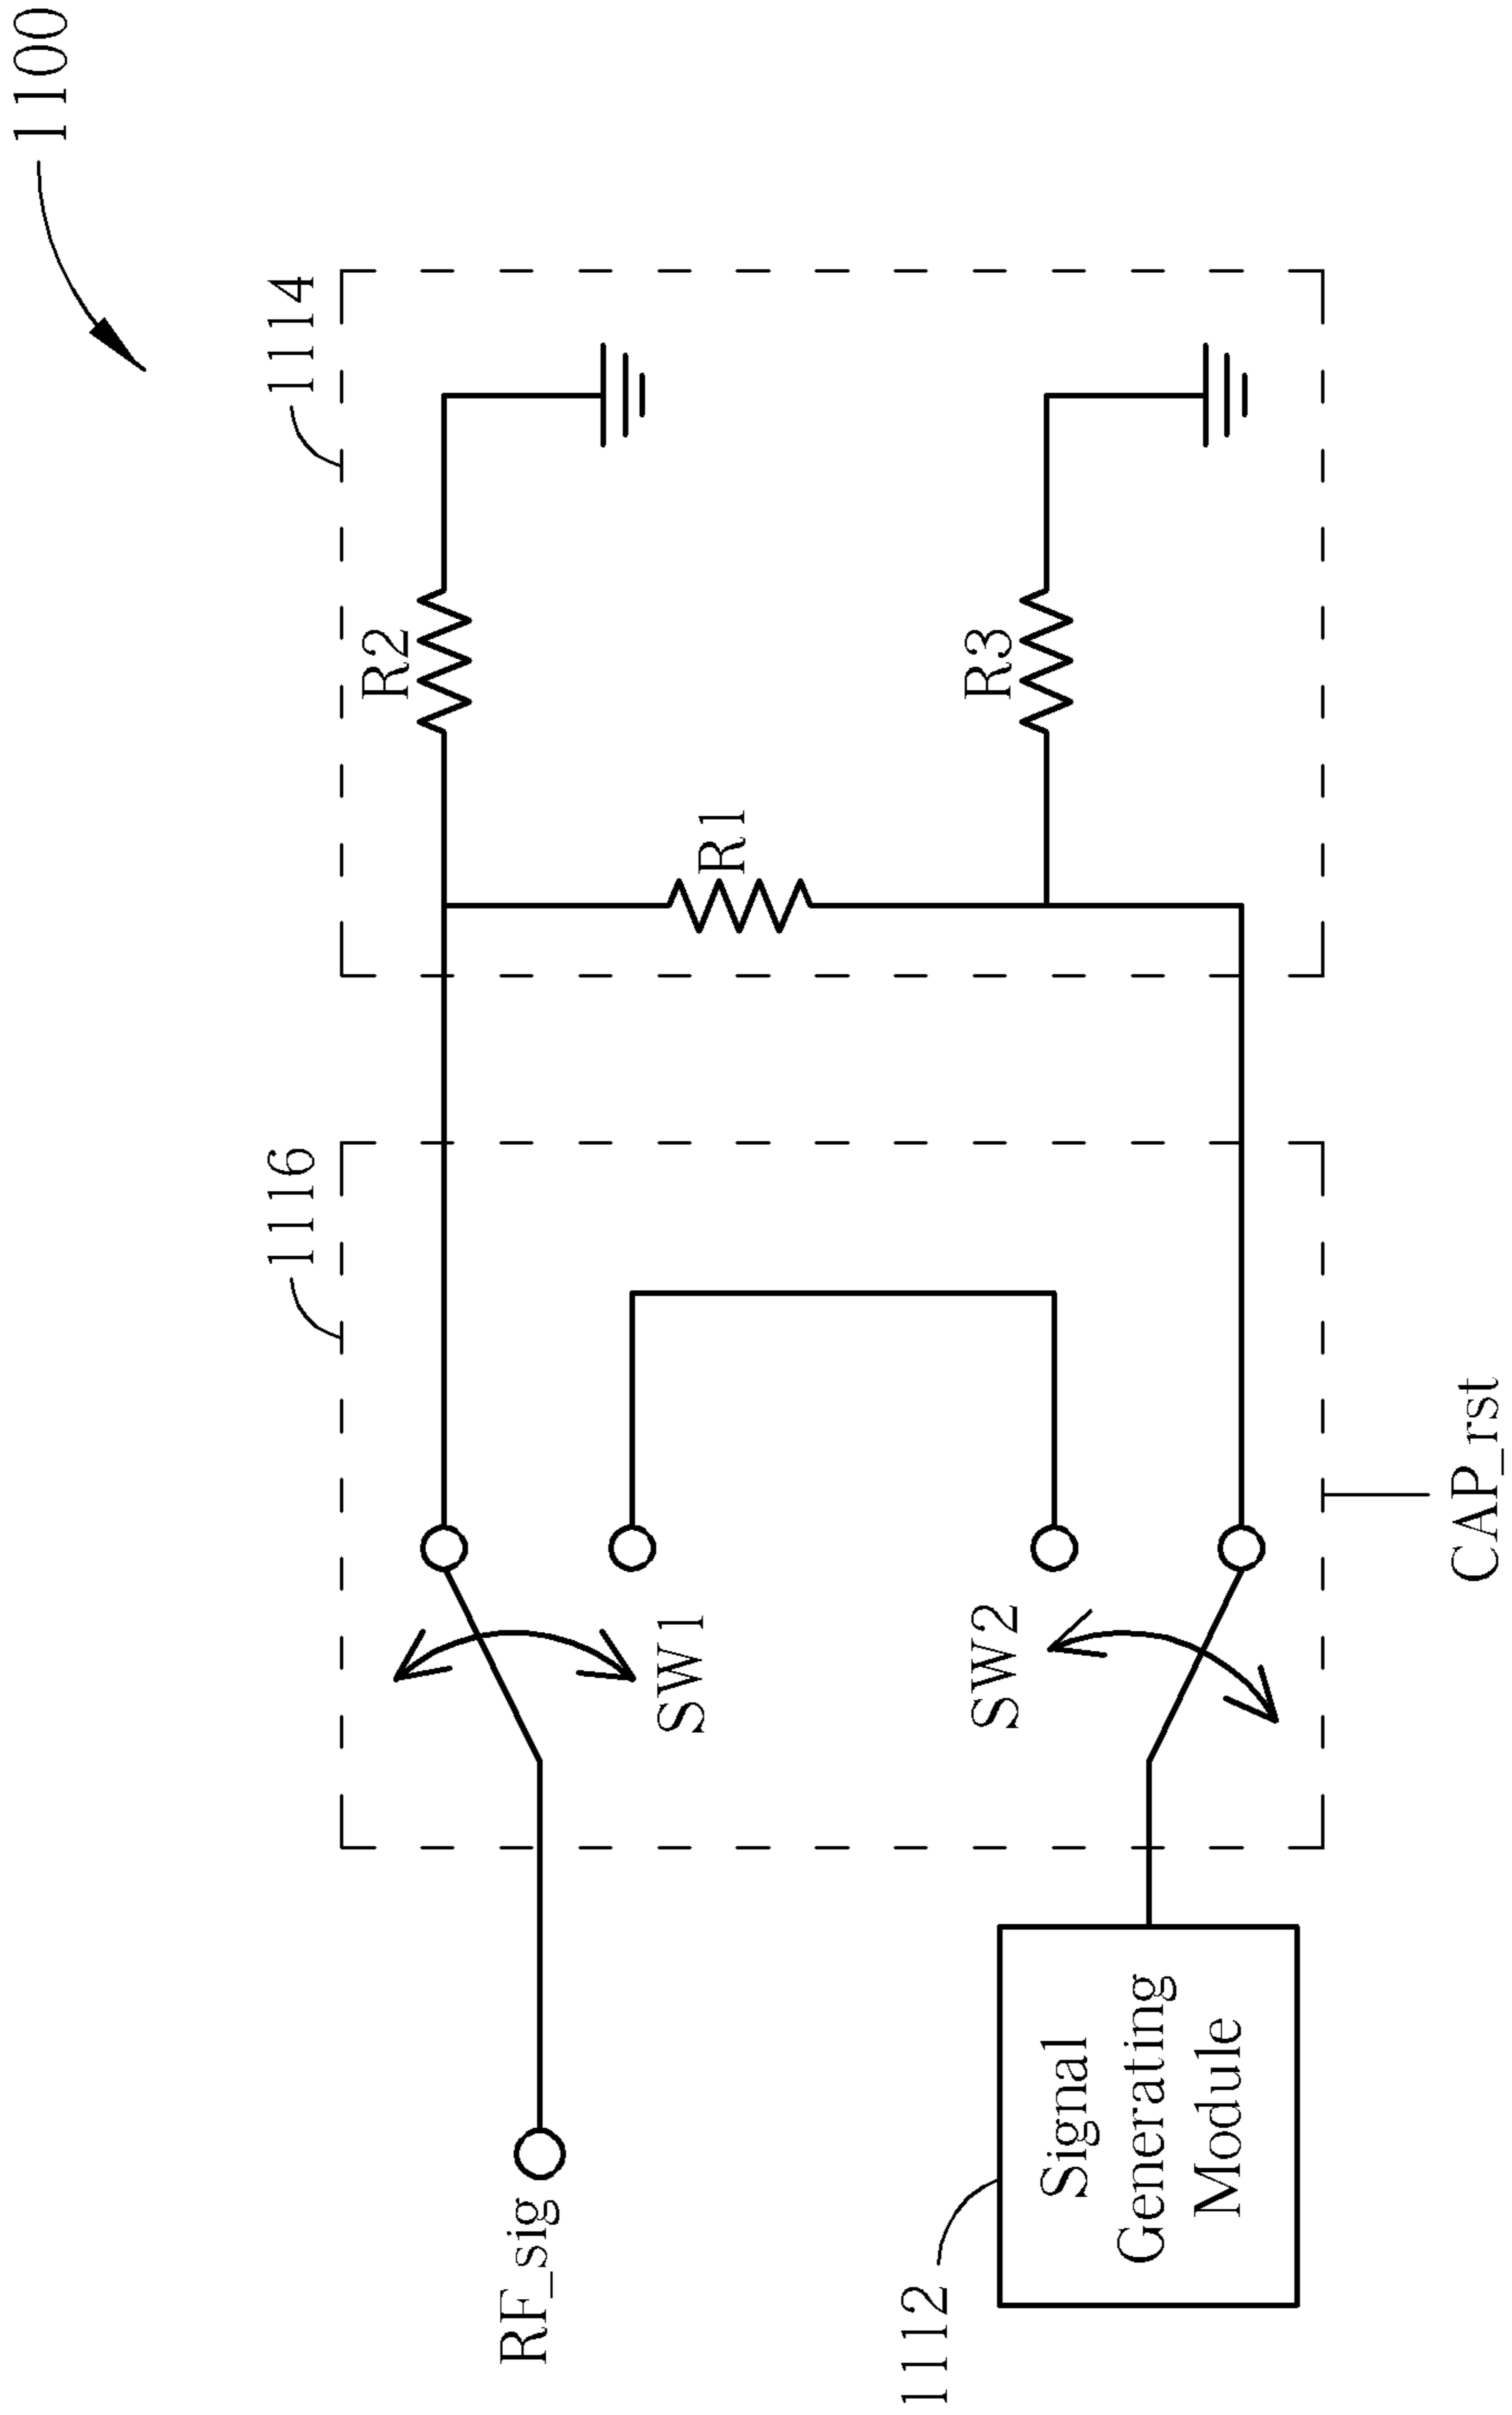 1100
1114
1116
R2
R1
R3
SW1
SW2
RF_sig
CAP_rst
1112
Signal
Generating
Module